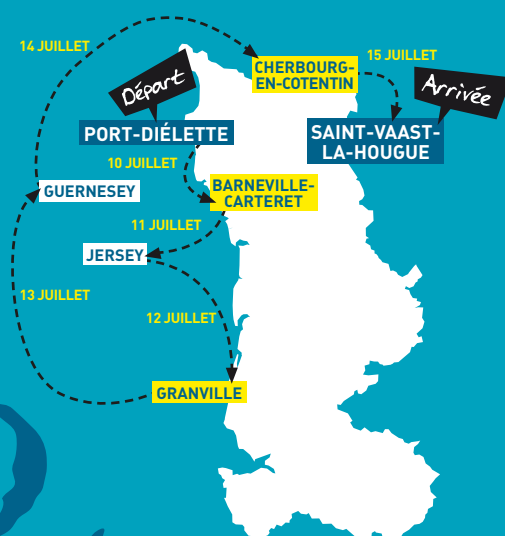 14 JUILLET
15 JUILLET
CHERBOURG-
EN-COTENTIN
Départ
Arrivée
PORT-DIÉLETTE
SAINT-VAAST-
LA-HOUGUE
10 JUILLET
GUERNESEY
BARNEVILLE-
CARTERET
11 JUILLET
JERSEY
13 JUILLET
12 JUILLET
GRANVILLE